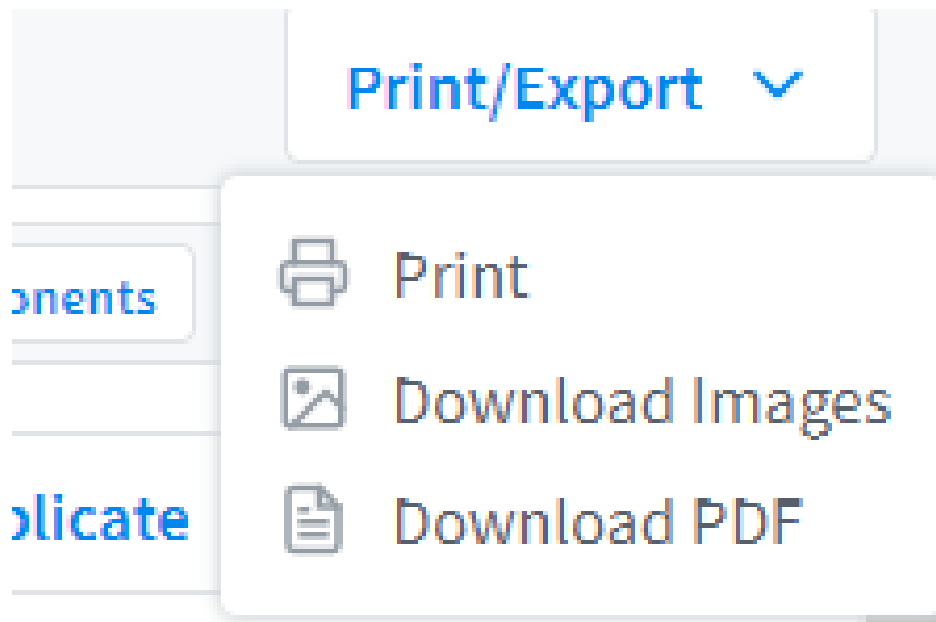 Print/Export
Print
onents
Download Images
plicate
Download PDF